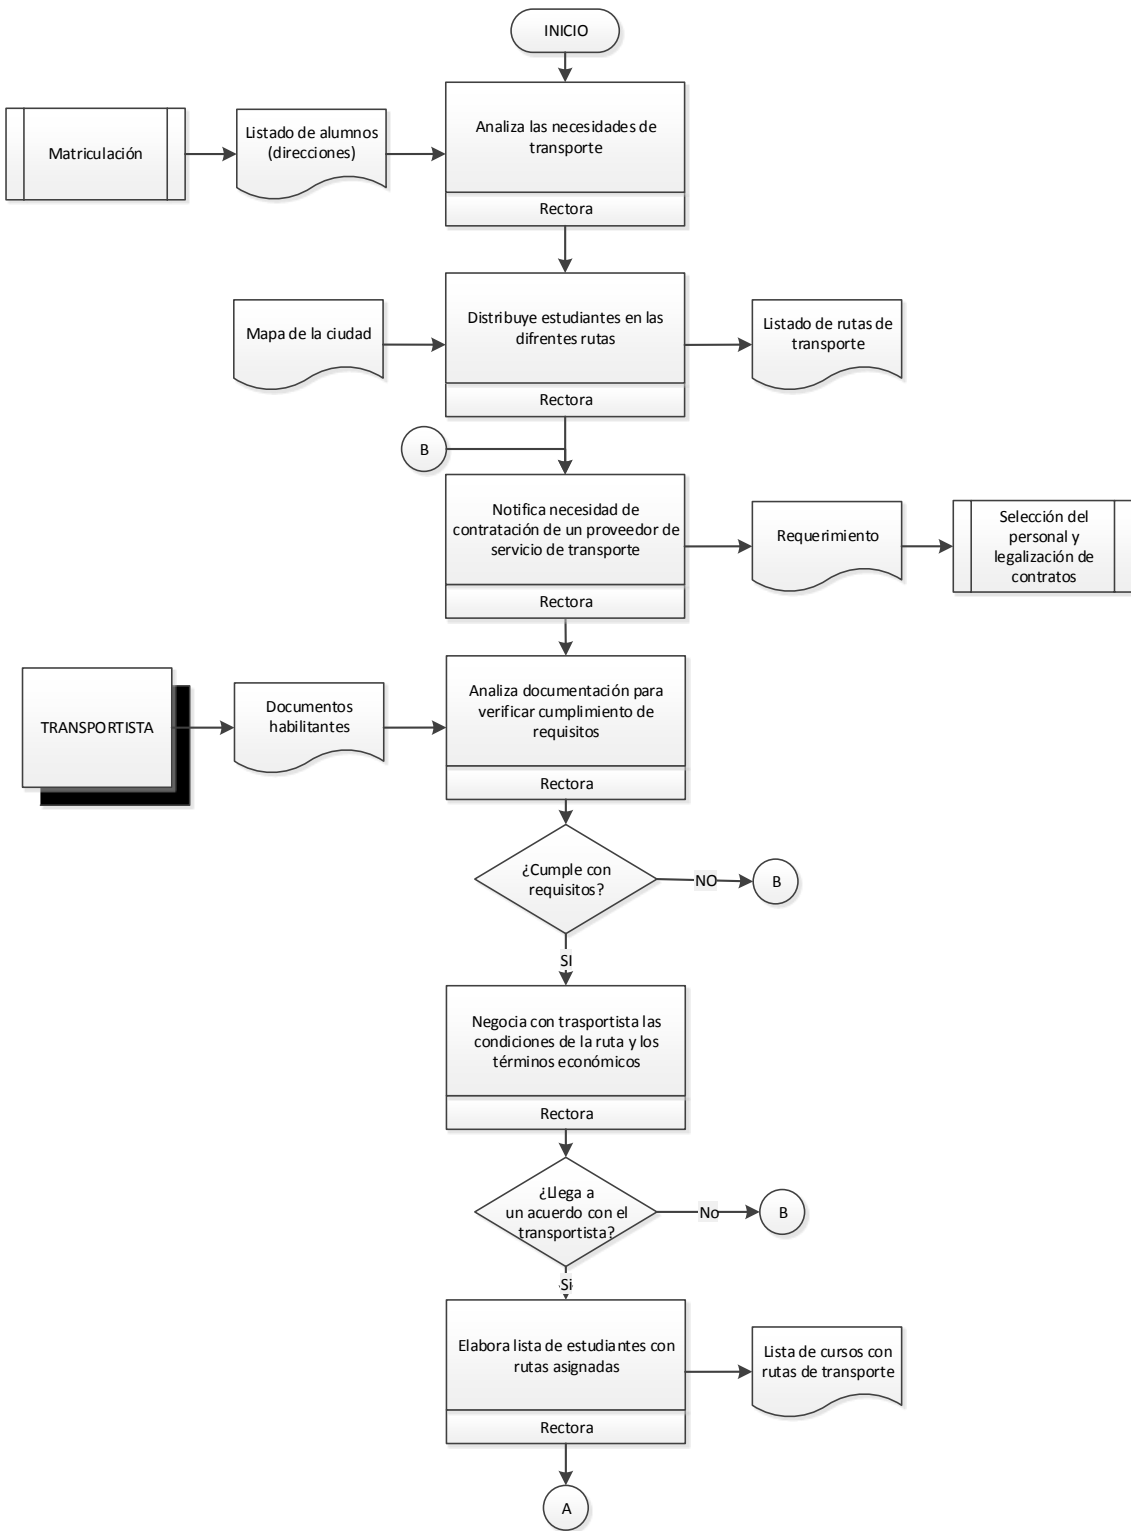 INICIO
Matriculación
Listado de alumnos
(direcciones)
Analiza las necesidades de
transporte
Rectora
Mapa de la ciudad
Distribuye estudiantes en las
difrentes rutas
Rectora
Listado de rutas de
transporte
B
Notifica necesidad de
contratación de un proveedor de
servicio de transporte
Rectora
Requerimiento
Selección del
personal y
legalización de
contratos
TRANSPORTISTA
Documentos
habilitantes
Analiza documentación para
verificar cumplimiento de
requisitos
Rectora
¿Cumple con
requisitos?
NO
B
SI
Negocia con trasportista las
condiciones de la ruta y los
términos económicos
Rectora
¿Llega a
un acuerdo con el
transportista?
No
B
Si
Elabora lista de estudiantes con
rutas asignadas
Rectora
Lista de cursos con
rutas de transporte
A